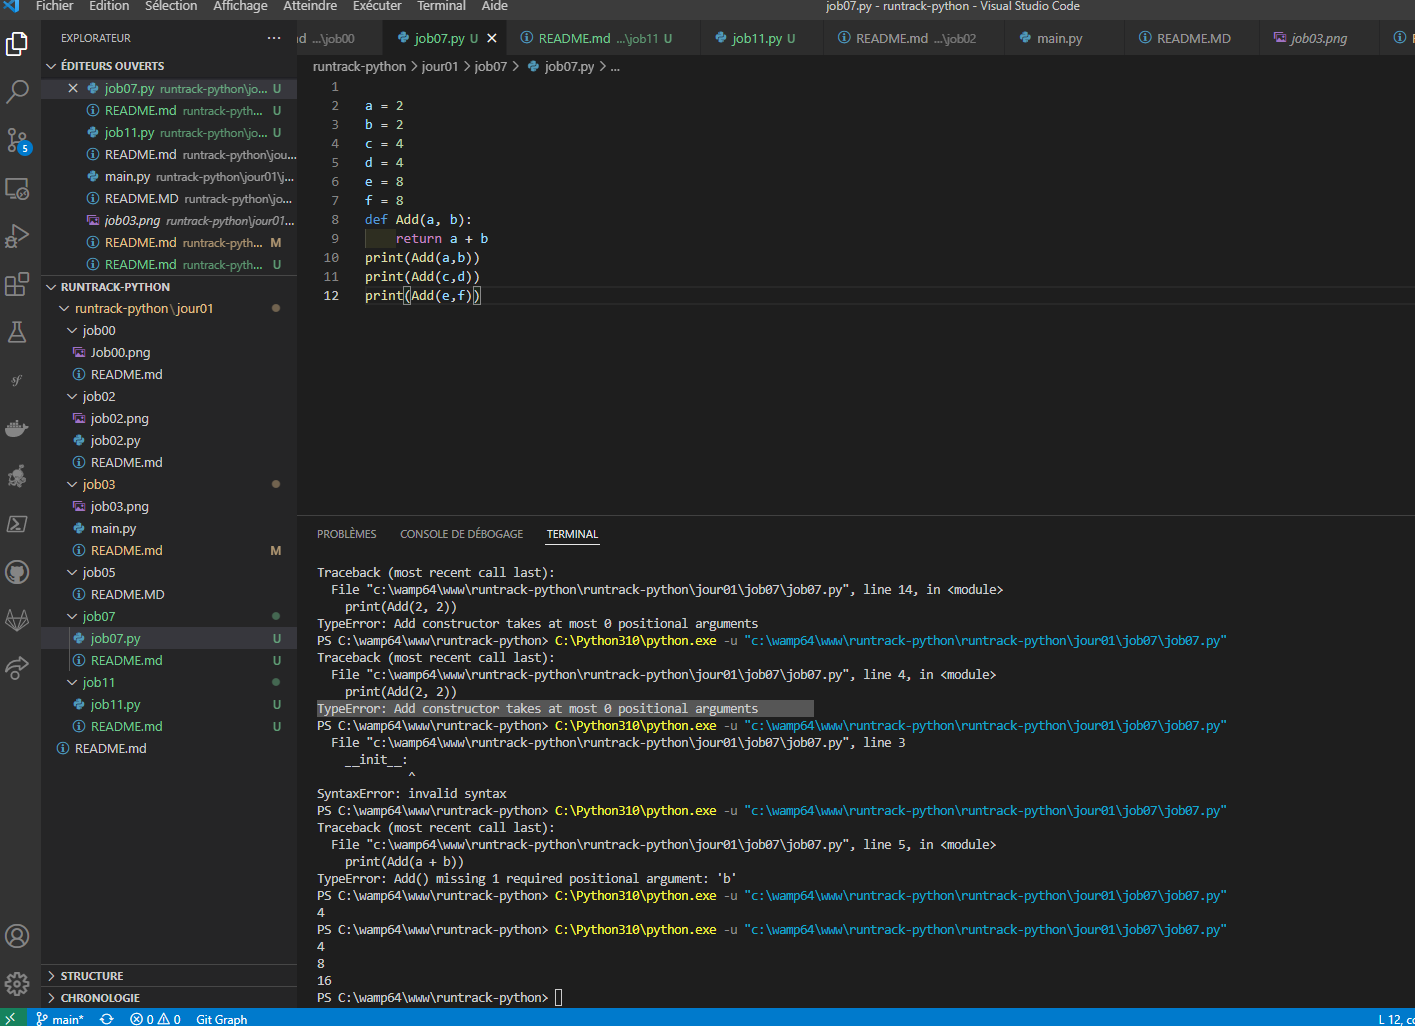 Fichier Edition Sélection Affichage Atteindre Exécuter Terminal Aide
job07.py - runtrack-python - Visual Studio Code
EXPLORATEUR ...
ÉDITEURS OUVERTS
job07.py runtrack-python\jo... U
README.md runtrack-pyth... U
job11.py runtrack-python\jo... U
README.md runtrack-python\jou...
main.py runtrack-python\jour01\j...
README.MD runtrack-python\jo...
job03.png runtrack-python\jour01...
README.md runtrack-pyth... M
README.md runtrack-pyth... U
RUNTRACK-PYTHON
runtrack-python\jour01
job00
Job00.png
README.md
job02
job02.png
job02.py
README.md
job03
job03.png
main.py
README.md M
job05
README.MD
job07
job07.py U
README.md U
job11
job11.py U
README.md U
README.md
STRUCTURE
CHRONOLOGIE
5
nd ...\job00 job07.py U README.md ...\job11 U job11.py U README.md ...\job02 main.py README.MD job03.png
runtrack-python > jour01 > job07 > job07.py > ...
1
2 a = 2
3 b = 2
4 c = 4
5 d = 4
6 e = 8
7 f = 8
8 def Add(a, b):
9 return a + b
10 print(Add(a,b))
11 print(Add(c,d))
12 print(Add(e,f))
PROBLÈMES CONSOLE DE DÉBOGAGE TERMINAL
Traceback (most recent call last):
File "c:\wamp64\www\runtrack-python\runtrack-python\jour01\job07\job07.py", line 14, in <module>
print(Add(2, 2))
TypeError: Add constructor takes at most 0 positional arguments
PS C:\wamp64\www\runtrack-python> C:\Python310\python.exe -u "c:\wamp64\www\runtrack-python\runtrack-python\jour01\job07\job07.py"
Traceback (most recent call last):
File "c:\wamp64\www\runtrack-python\runtrack-python\jour01\job07\job07.py", line 4, in <module>
print(Add(2, 2))
TypeError: Add constructor takes at most 0 positional arguments
PS C:\wamp64\www\runtrack-python> C:\Python310\python.exe -u "c:\wamp64\www\runtrack-python\runtrack-python\jour01\job07\job07.py"
File "c:\wamp64\www\runtrack-python\runtrack-python\jour01\job07\job07.py", line 3
__init__:
^
SyntaxError: invalid syntax
PS C:\wamp64\www\runtrack-python> C:\Python310\python.exe -u "c:\wamp64\www\runtrack-python\runtrack-python\jour01\job07\job07.py"
Traceback (most recent call last):
File "c:\wamp64\www\runtrack-python\runtrack-python\jour01\job07\job07.py", line 5, in <module>
print(Add(a + b))
TypeError: Add() missing 1 required positional argument: 'b'
PS C:\wamp64\www\runtrack-python> C:\Python310\python.exe -u "c:\wamp64\www\runtrack-python\runtrack-python\jour01\job07\job07.py"
4
PS C:\wamp64\www\runtrack-python> C:\Python310\python.exe -u "c:\wamp64\www\runtrack-python\runtrack-python\jour01\job07\job07.py"
4
8
16
PS C:\wamp64\www\runtrack-python>
main* 0 0 Git Graph
L 12, co